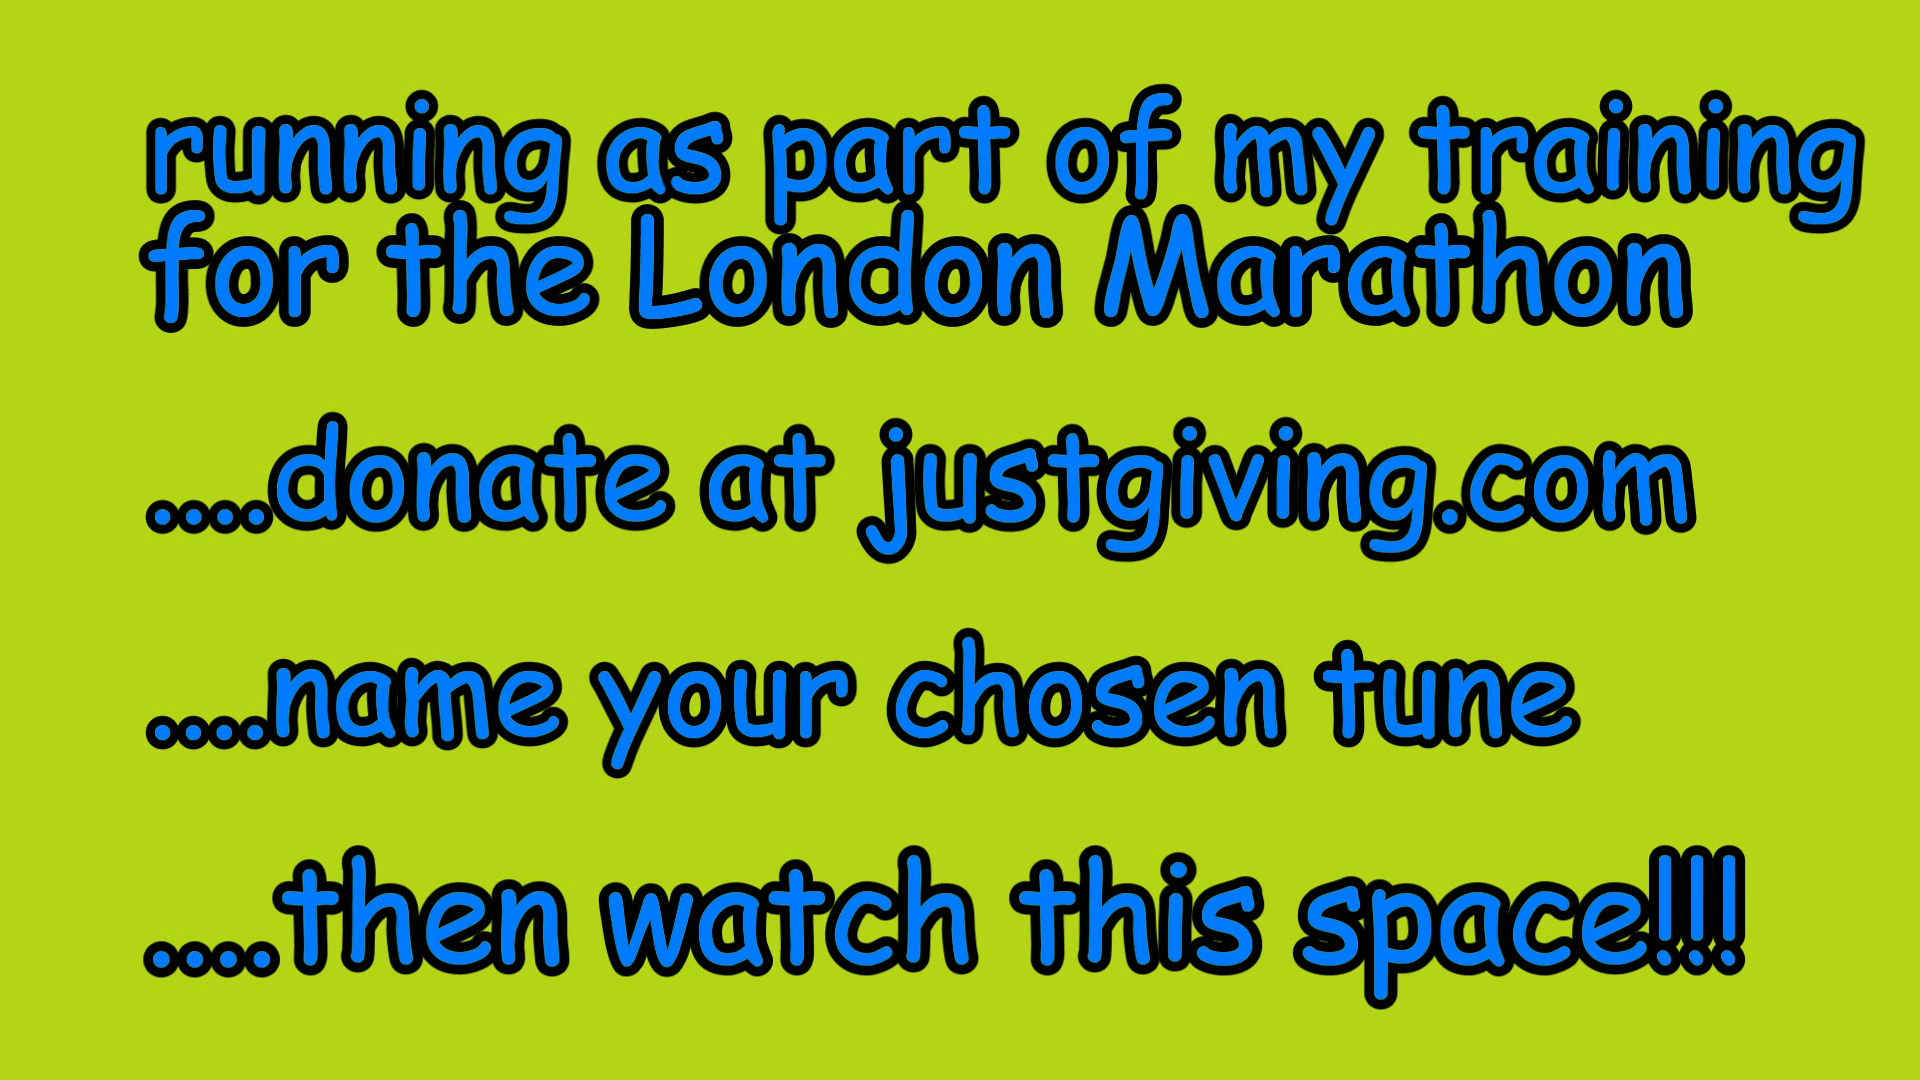 running as part of my training
for the London Marathon
....donate at justgiving.com
....name your chosen tune
....then watch this space!!!